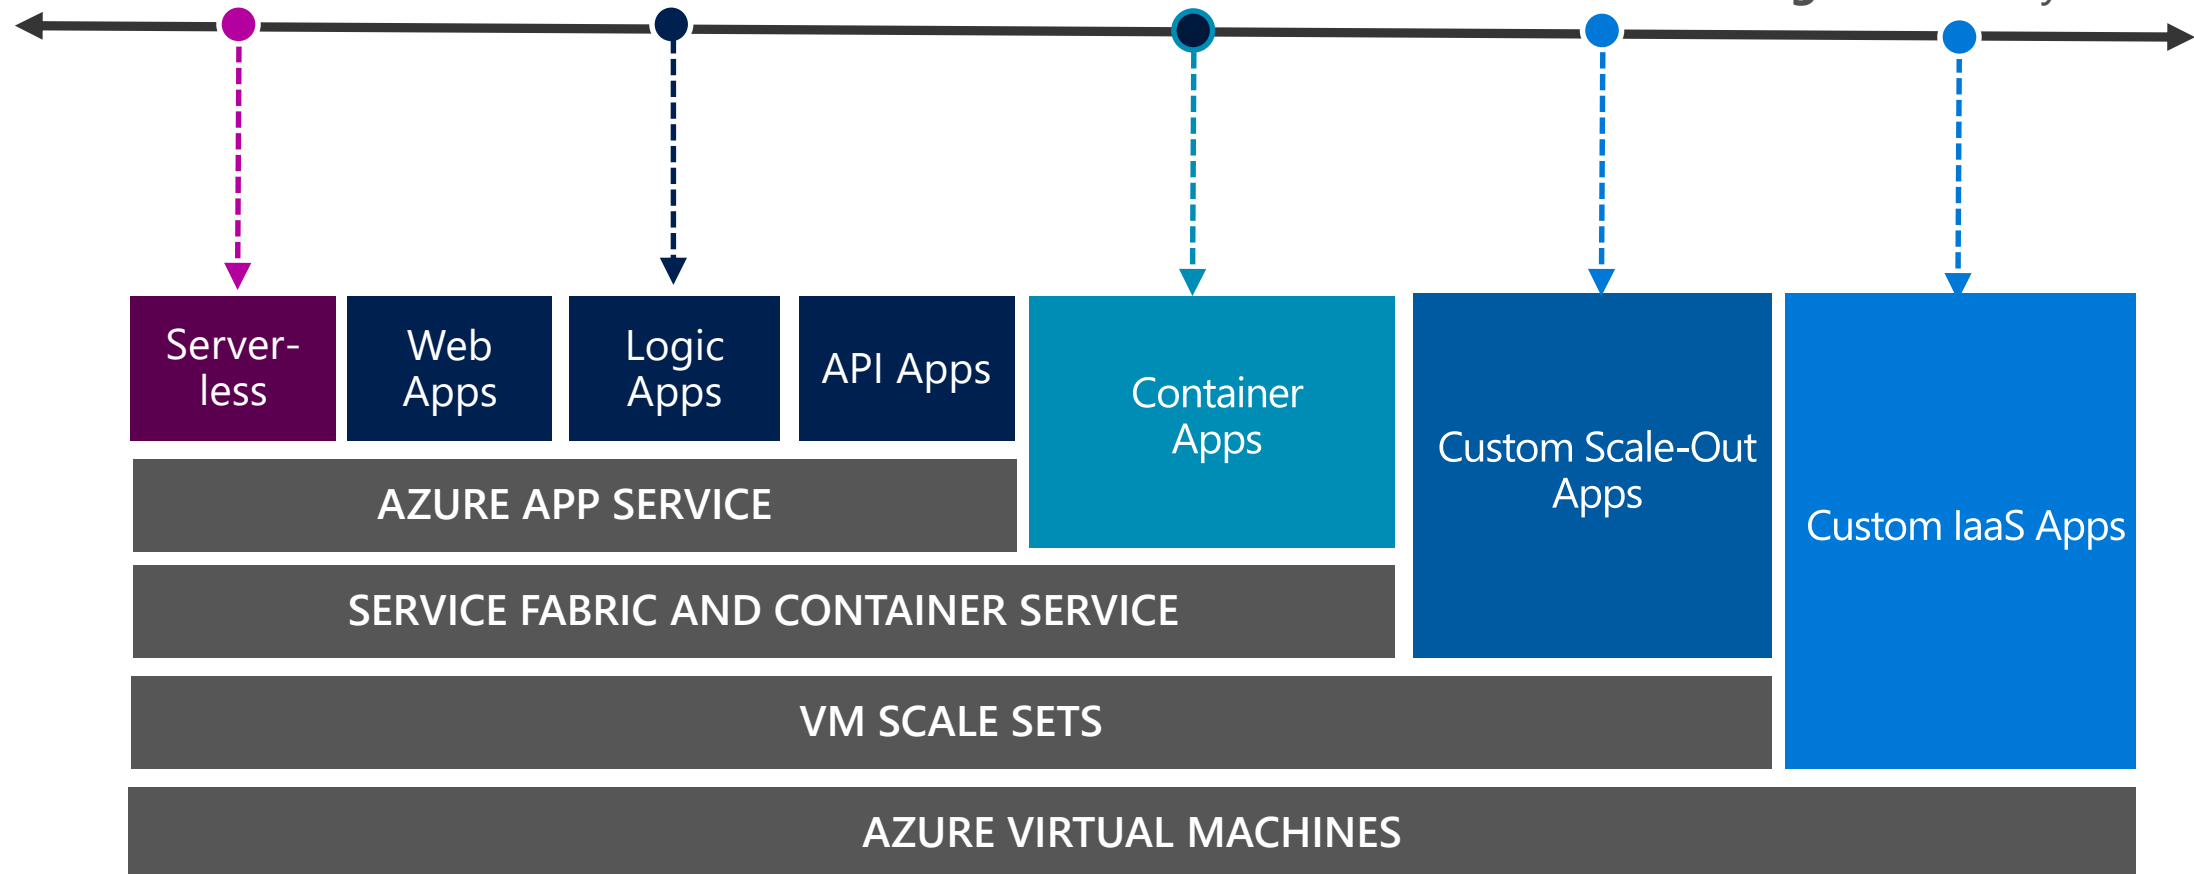 Server-
less
Web
Apps
Logic
Apps
API Apps
Container
Apps
Custom Scale-Out
Apps
Custom IaaS Apps
AZURE APP SERVICE
SERVICE FABRIC AND CONTAINER SERVICE
VM SCALE SETS
AZURE VIRTUAL MACHINES